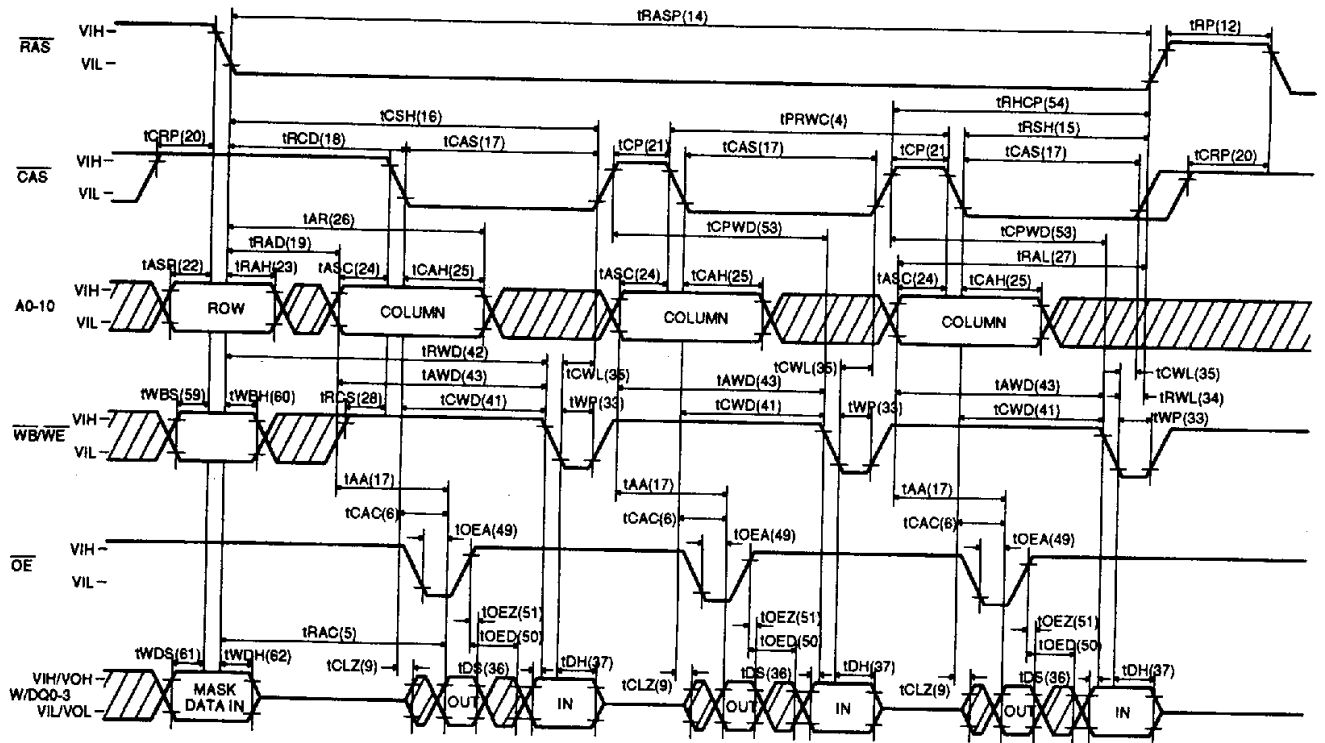 tRASP(14)
tRP(12)
RAS
VIH
VIL
tRHCP(54)
tCSH(16)
tPRWC(4)
tRSH(15)
tCRP(20)
tRCD(18)
tCAS(17)
tCP(21)
tCAS(17)
tCP(21
tCAS(17)
tCRP(20)
CAS
VIH
VIL
tAR(26)
tCPWD(53)
tCPWD(53)
tRAD(19)
tRAL(27)
tASR(22)
tRAH(23)
tASC(24)
tCAH(25)
tASC(24)
tCAH(25)
tASC(24)
tCAH(25)
A0-10
VIH
VIL
ROW
COLUMN
COLUMN
COLUMN
tRWD(42)
tCWL(35)
tCWL(35)
tCWL(35)
tAWD(43)
tAWD(43)
tAWD(43)
tRWL(34)
tWBS(59)
tWBH(60)
tRCS(28)
tCWD(41)
tWP(33)
tCWD(41)
tWP(33)
tCWD(41)
tWP(33)
WB/WE
VIH
VIL
tAA(17)
tAA(17)
tAA(17)
tCAC(6)
tCAC(6)
tCAC(6)
tOEA(49)
tOEA(49)
tOEA(49)
OE
VIH
VIL
tOEZ(51)
tOEZ(51)
tOEZ(51)
tRAC(5)
tOED(50)
tOED(50)
tOED(50)
tWDS(61)
tWDH(62)
tCLZ(9)
tDS(36)
tDH(37)
tCLZ(9)
tDS(36)
tDH(37)
tCLZ(9)
tDS(36)
tDH(37)
VIH/VOH
W/DQ0-3
VIL/VOL
MASK
DATA IN
OUT
IN
OUT
IN
OUT
IN